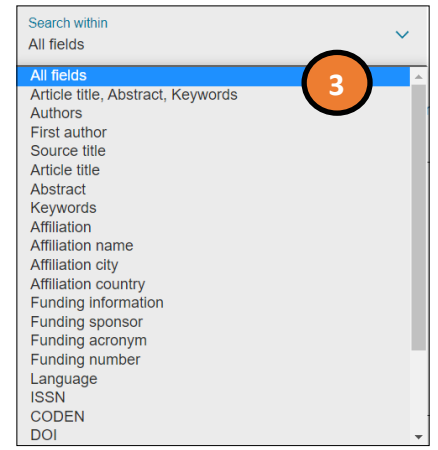 Search within
All fields
All fields
3
Article title, Abstract, Keywords
Authors
First author
Source title
Article title
Abstract
Keywords
Affiliation
Affiliation name
Affiliation city
Affiliation country
Funding information
Funding sponsor
Funding acronym
Funding number
Language
ISSN
CODEN
DOI